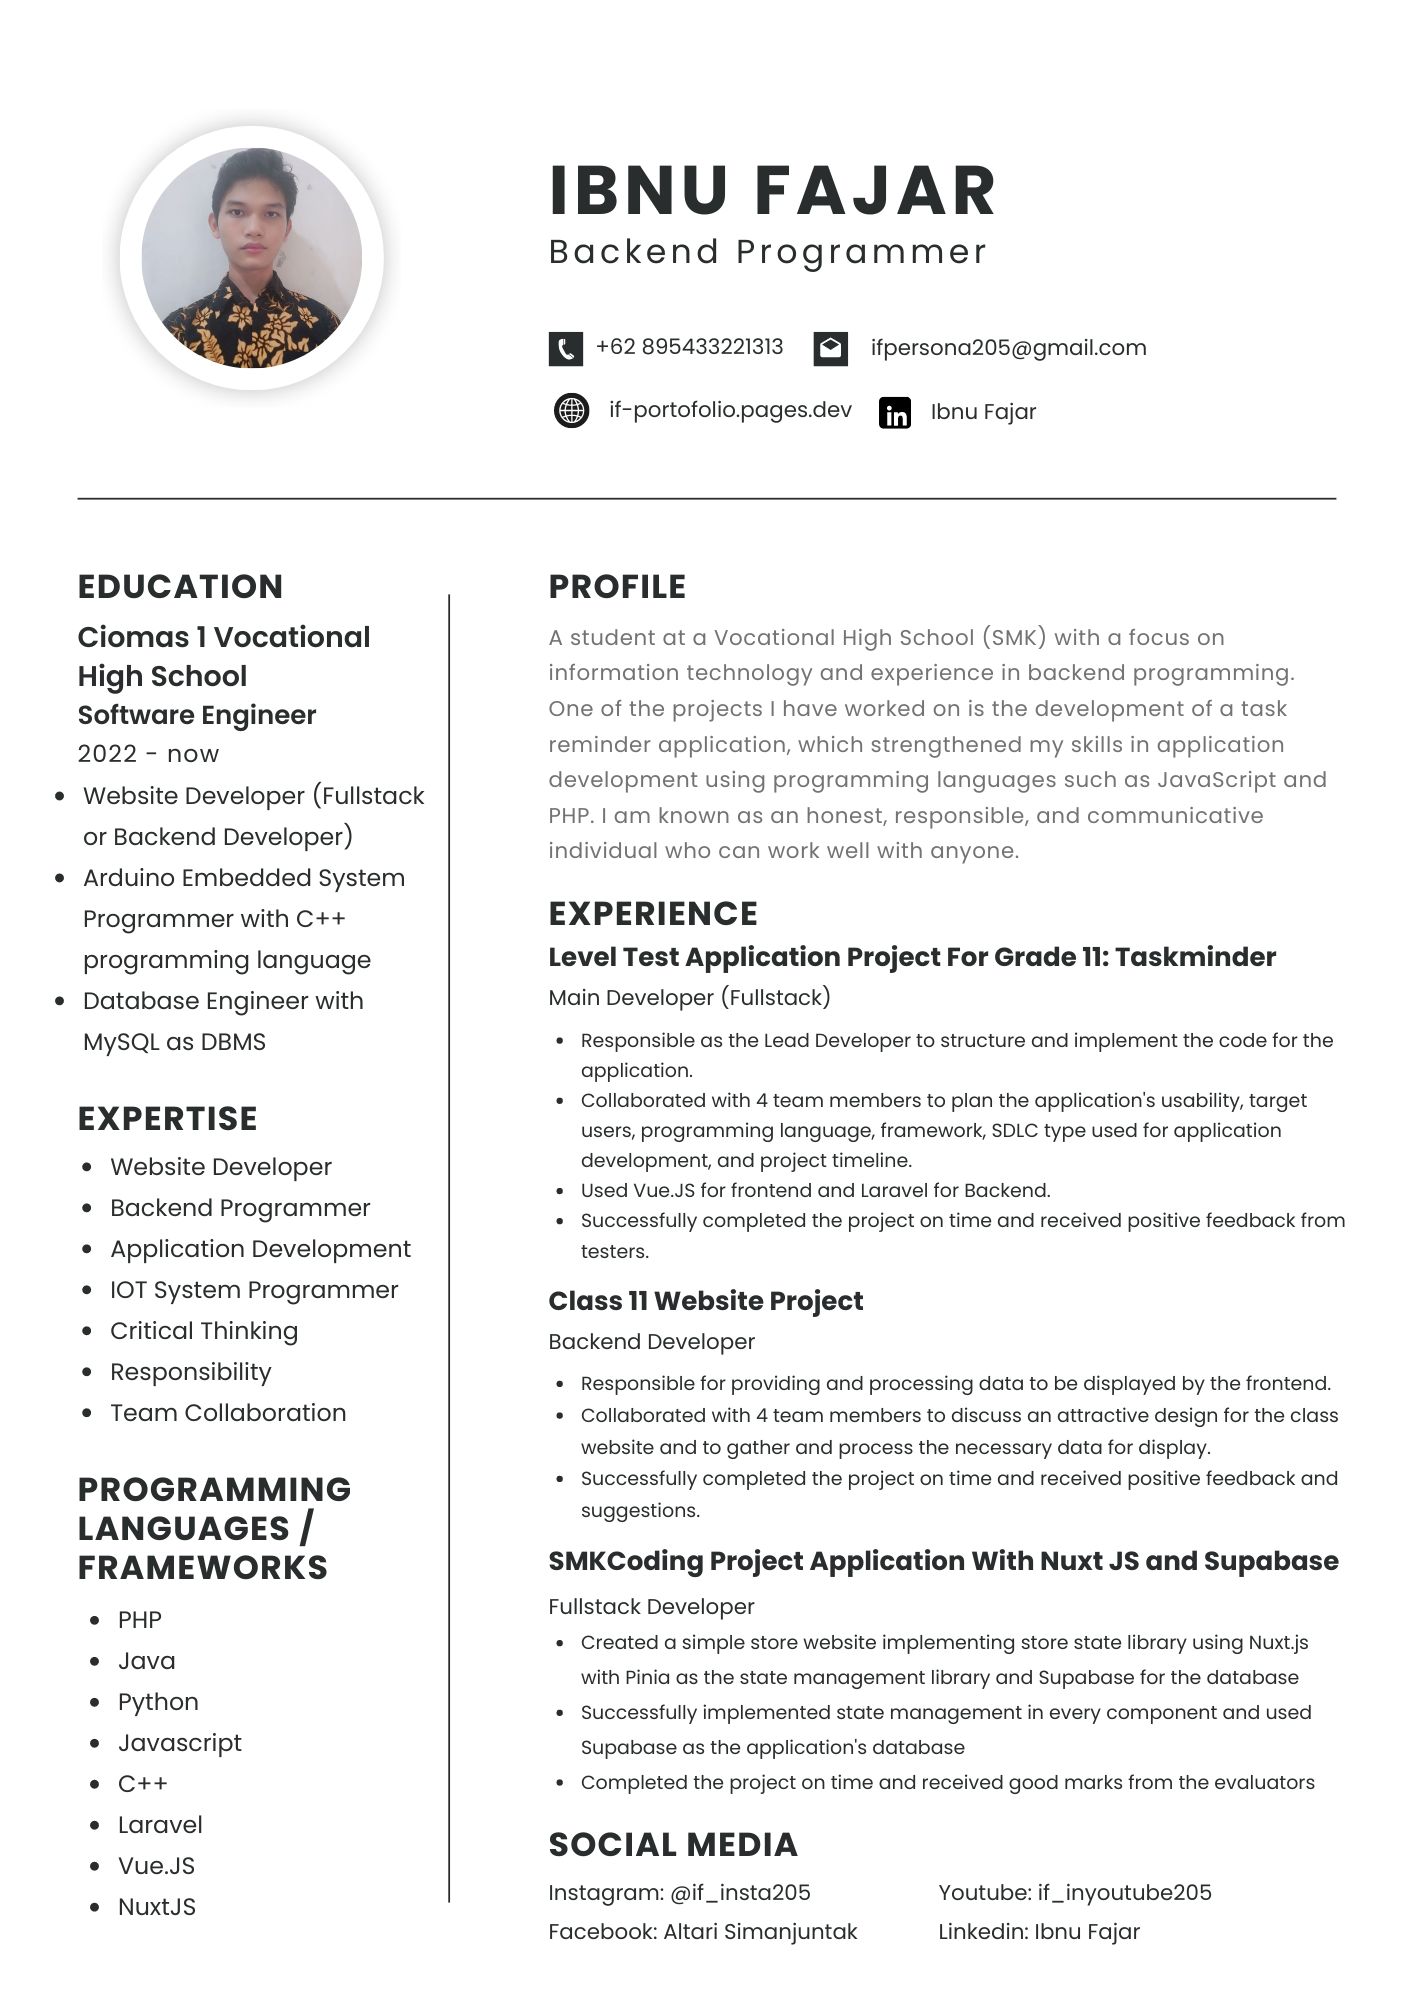 IBNU FAJAR
Backend Programmer
+62 895433221313
ifpersona205@gmail.com
if-portofolio.pages.dev
in
Ibnu Fajar
EDUCATION
Ciomas 1 Vocational
High School
Software Engineer
2022 - now
• Website Developer (Fullstack
or Backend Developer)
• Arduino Embedded System
Programmer with C++
programming language
• Database Engineer with
MySQL as DBMS
EXPERTISE
• Website Developer
• Backend Programmer
• Application Development
• IOT System Programmer
• Critical Thinking
• Responsibility
• Team Collaboration
PROGRAMMING
LANGUAGES /
FRAMEWORKS
• PHP
• Java
• Python
• Javascript
• C++
• Laravel
• Vue.JS
• NuxtJS
PROFILE
A student at a Vocational High School (SMK) with a focus on
information technology and experience in backend programming.
One of the projects I have worked on is the development of a task
reminder application, which strengthened my skills in application
development using programming languages such as JavaScript and
PHP. I am known as an honest, responsible, and communicative
individual who can work well with anyone.
EXPERIENCE
Level Test Application Project For Grade 11: Taskminder
Main Developer (Fullstack)
• Responsible as the Lead Developer to structure and implement the code for the
application.
• Collaborated with 4 team members to plan the application's usability, target
users, programming language, framework, SDLC type used for application
development, and project timeline.
• Used Vue.JS for frontend and Laravel for Backend.
• Successfully completed the project on time and received positive feedback from
testers.
Class 11 Website Project
Backend Developer
• Responsible for providing and processing data to be displayed by the frontend.
• Collaborated with 4 team members to discuss an attractive design for the class
website and to gather and process the necessary data for display.
• Successfully completed the project on time and received positive feedback and
suggestions.
SMKCoding Project Application With Nuxt JS and Supabase
Fullstack Developer
• Created a simple store website implementing store state library using Nuxt.js
with Pinia as the state management library and Supabase for the database
• Successfully implemented state management in every component and used
Supabase as the application's database
• Completed the project on time and received good marks from the evaluators
SOCIAL MEDIA
Instagram: @if_insta205
Youtube: if_inyoutube205
Facebook: Altari Simanjuntak
Linkedin: Ibnu Fajar